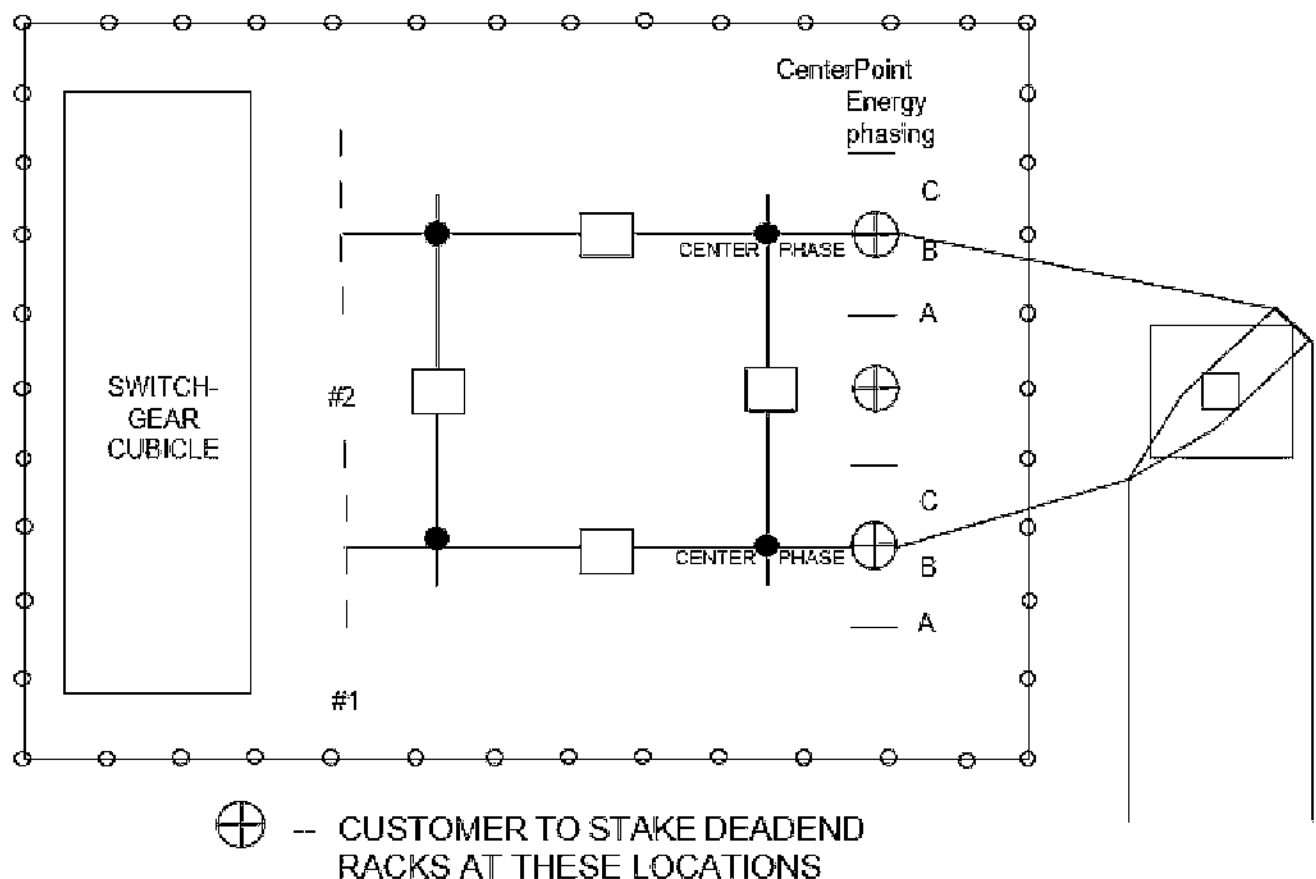 CenterPoint
Energy
phasing
C
CENTER PHASE
B
A
SWITCH-
GEAR
CUBICLE
#2
C
CENTER PHASE
B
A
#1
-- CUSTOMER TO STAKE DEADEND
RACKS AT THESE LOCATIONS